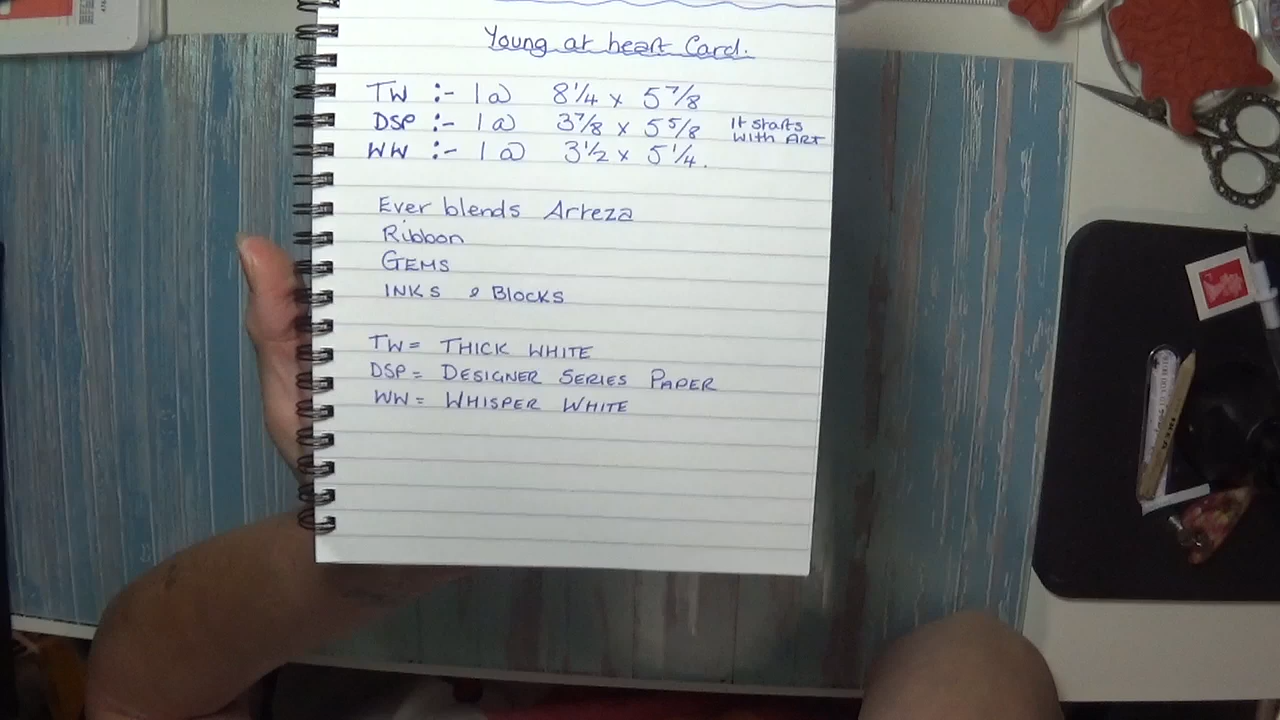 Young at heart Card.
TW :- 1@ 8 1/4 x 5 7/8
DSP :- 1@ 3 7/8 x 5 5/8 It starts
with ART
WW :- 1@ 3 1/2 x 5 1/4.
Ever blends Arteza
Ribbon
GEMS
INKS & BLOCKS
TW = THICK WHITE
DSP = DESIGNER SERIES PAPER
WW = WHISPER WHITE